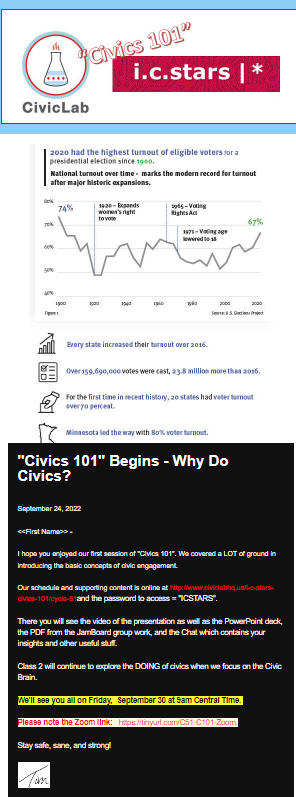 "Civics 101"
i.c.stars |*
CivicLab
2020 had the highest turnout of eligible voters for a
presidential election since 1900.
National turnout over time - marks the modern record for turnout
after major historic expansions.
80%
74%
1920 – Expands
women's right
to vote
1965 – Voting
Rights Act
1971 – Voting age
lowered to 18
67%
70%
60%
50%
40%
1900 1920 1940 1960 1980 2000 2020
Figure 1
Source: U.S. Elections Project
Every state increased their turnout over 2016.
Over 159,690,000 votes were cast, 23.8 million more than 2016.
For the first time in recent history, 20 states had voter turnout
over 70 percent.
Minnesota led the way with 80% voter turnout.
"Civics 101" Begins - Why Do
Civics?
September 24, 2022
<<First Name>> -
I hope you enjoyed our first session of "Civics 101". We covered a LOT of ground in
introducing the basic concepts of civic engagement.
Our schedule and supporting content is online at http://www.civiclabhq.us/i-c-stars-
civics-101/cycle-51 and the password to access = "ICSTARS".
There you will see the video of the presentation as well as the PowerPoint deck,
the PDF from the JamBoard group work, and the Chat which contains your
insights and other useful stuff.
Class 2 will continue to explore the DOING of civics when we focus on the Civic
Brain.
We'll see you all on Friday, September 30 at 9am Central Time.
Please note the Zoom link: https://tinyurl.com/C51-C101-Zoom.
Stay safe, sane, and strong!
Tim